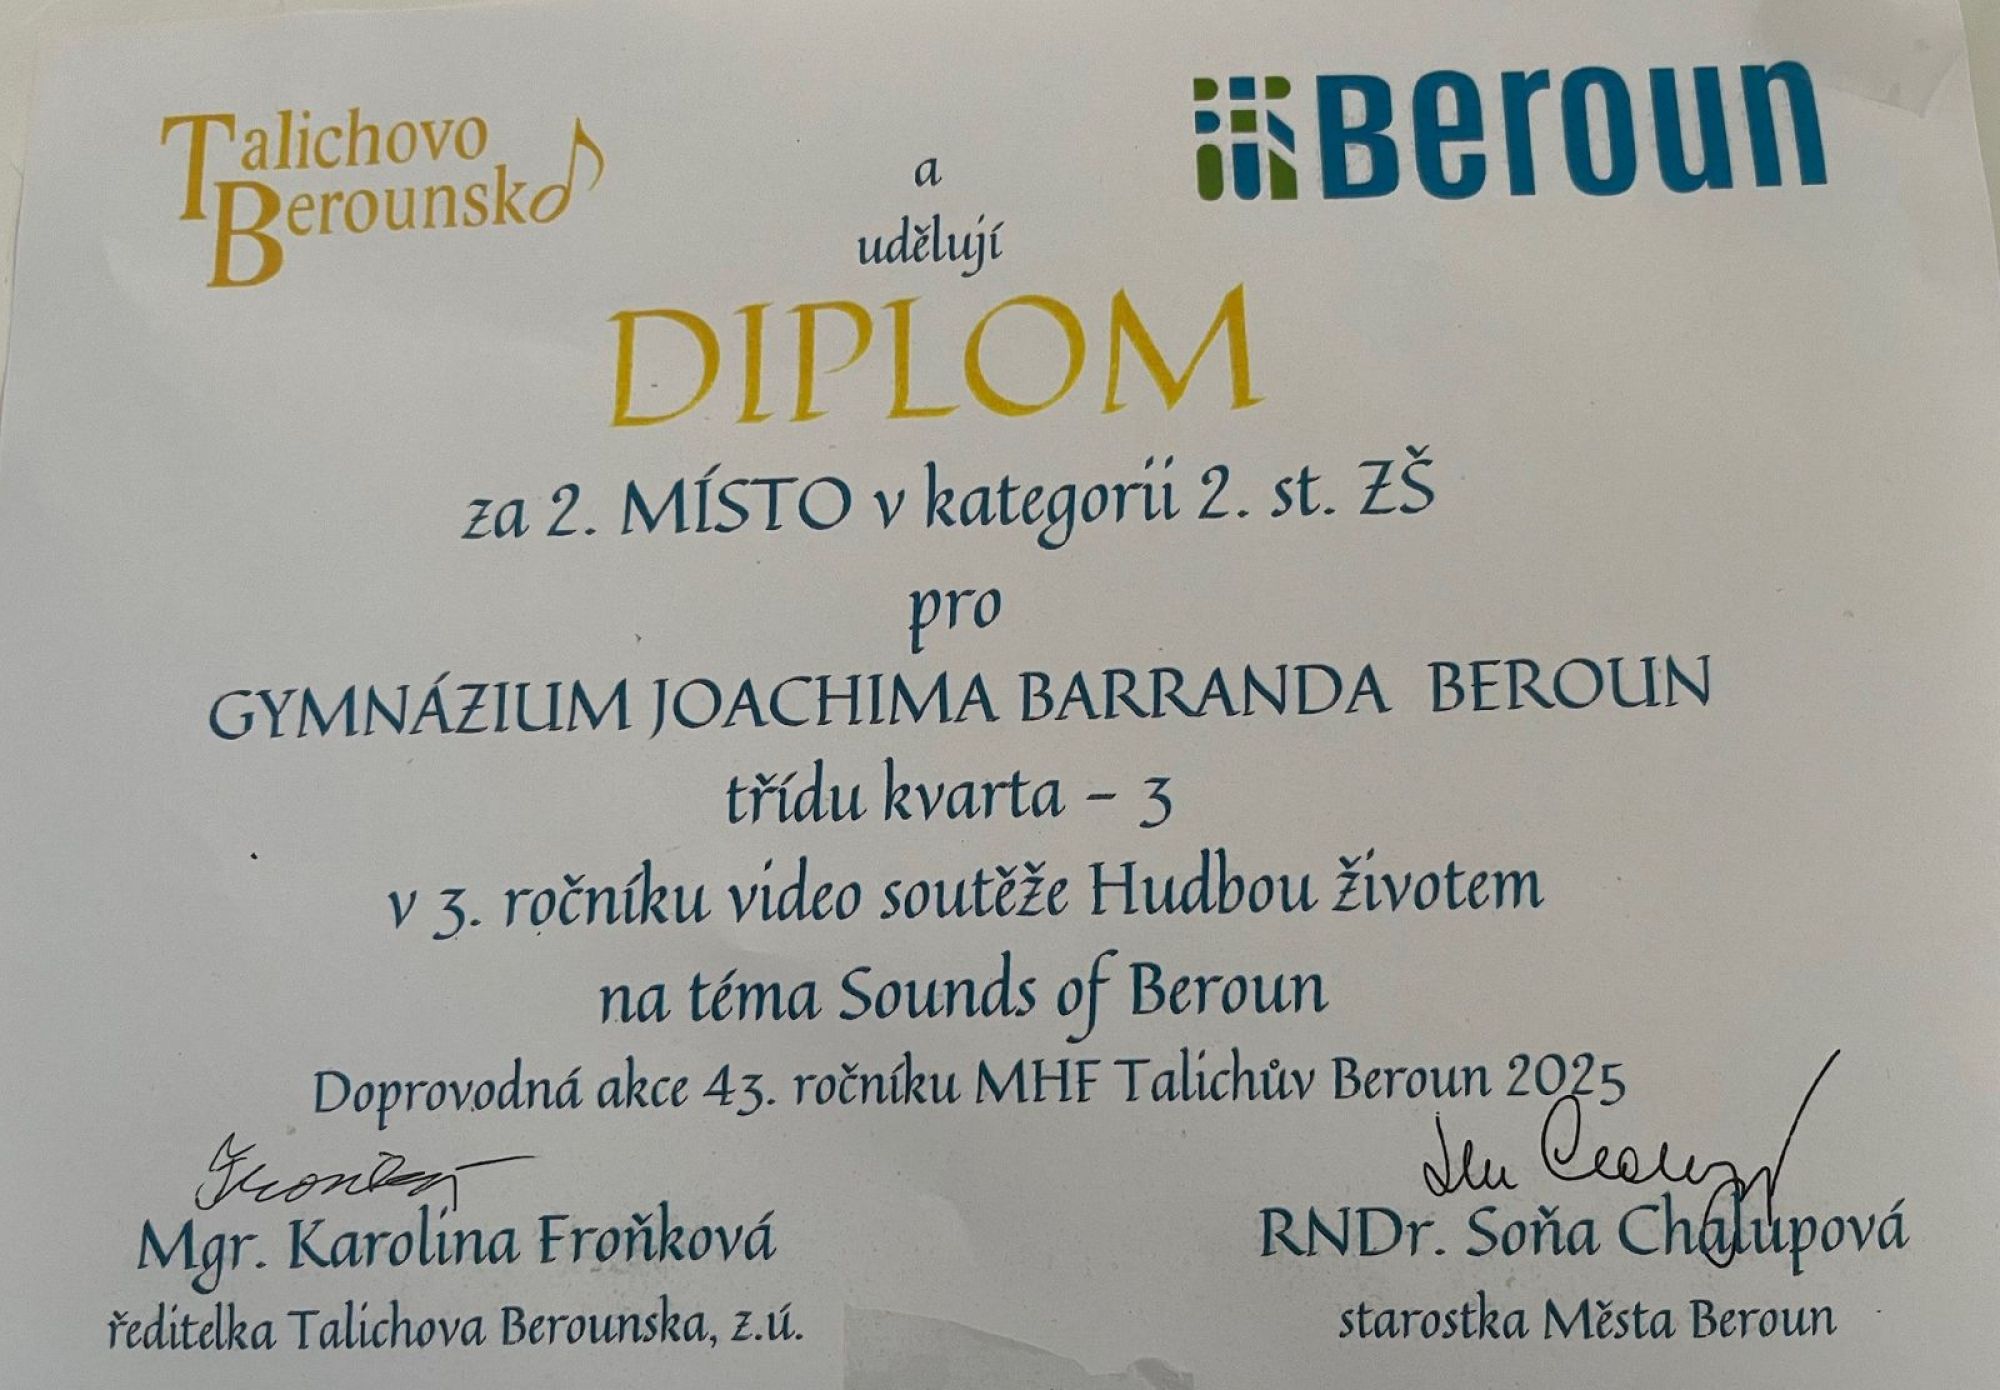 Talichovo
Berounsko
a
Beroun
udělují
DIPLOM
za 2. MÍSTO v kategorii 2. st. ZŠ
pro
GYMNÁZIUM JOACHIMA BARRANDA BEROUN
třídu kvarta – 3
v 3. ročníku video soutěže Hudbou životem
na téma Sounds of Beroun
Doprovodná akce 43. ročníku MHF Talichův Beroun 2025
Mgr. Karolina Froňková
RNDr. Soňa Chalupová
ředitelka Talichova Berounska, z.ú.
starostka Města Beroun